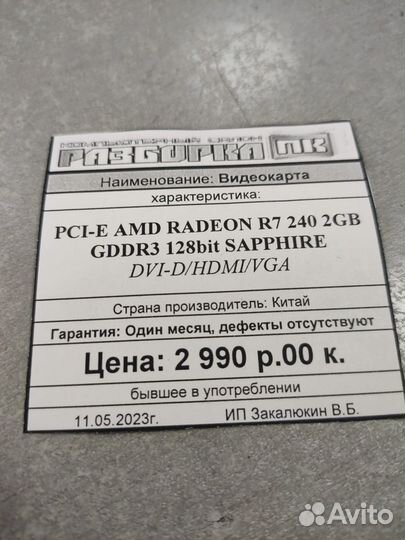 КОМПЬЮТЕРНЫЙ САЛОН
РАЗБОРКА ПК
Наименование: Видеокарта
характеристика:
PCI-E AMD RADEON R7 240 2GB
GDDR3 128bit SAPPHIRE
DVI-D/HDMI/VGA
Страна производитель: Китай
Гарантия: Один месяц, дефекты отсутствуют
Цена: 2 990 р.00 к.
бывшее в употреблении
11.05.2023г. ИП Закалюкин В.Б.
Avito